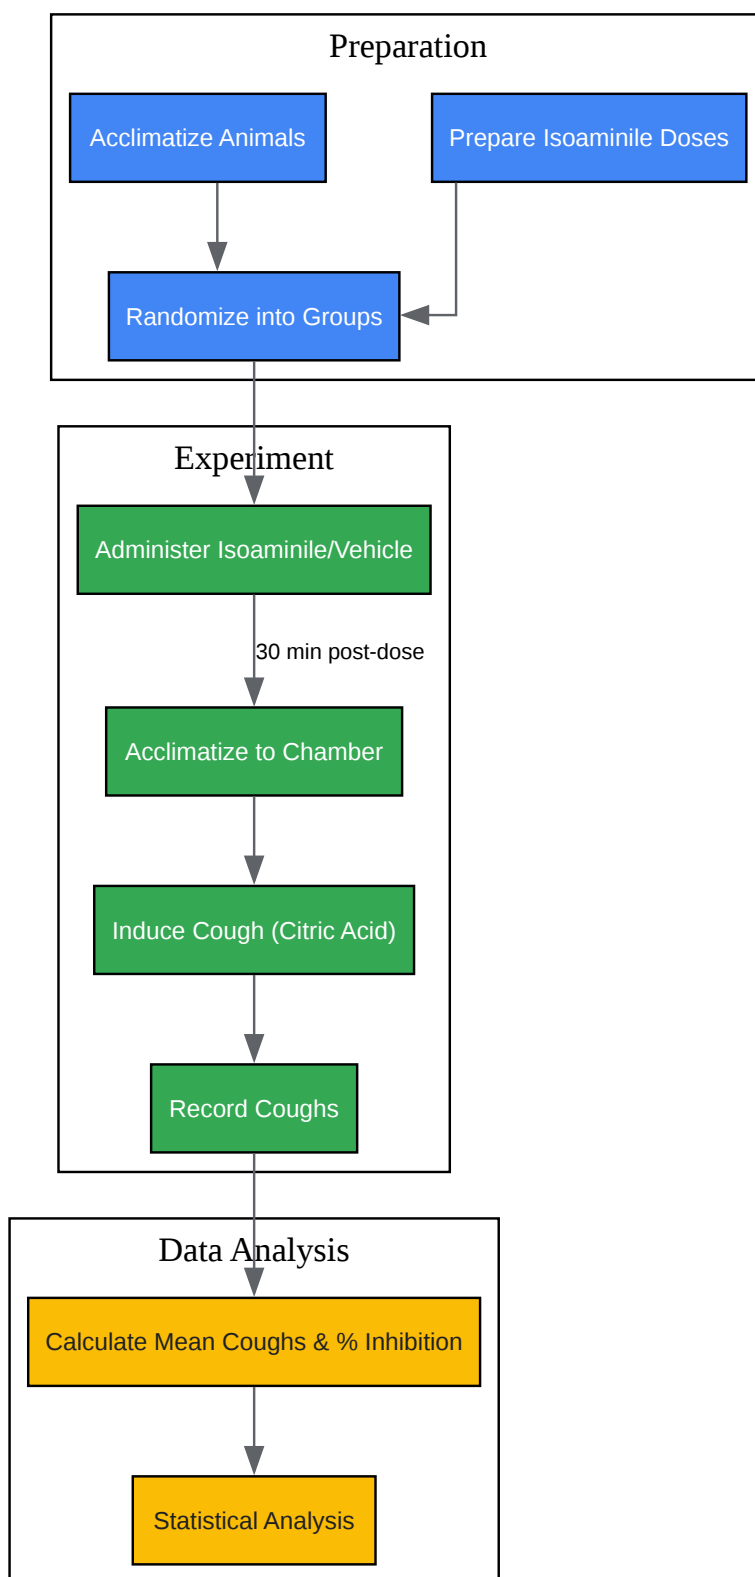 Preparation
Acclimatize Animals
Prepare Isoaminile Doses
Randomize into Groups
Experiment
Administer Isoaminile/Vehicle
30 min post-dose
Acclimatize to Chamber
Induce Cough (Citric Acid)
Record Coughs
Data Analysis
Calculate Mean Coughs & % Inhibition
Statistical Analysis